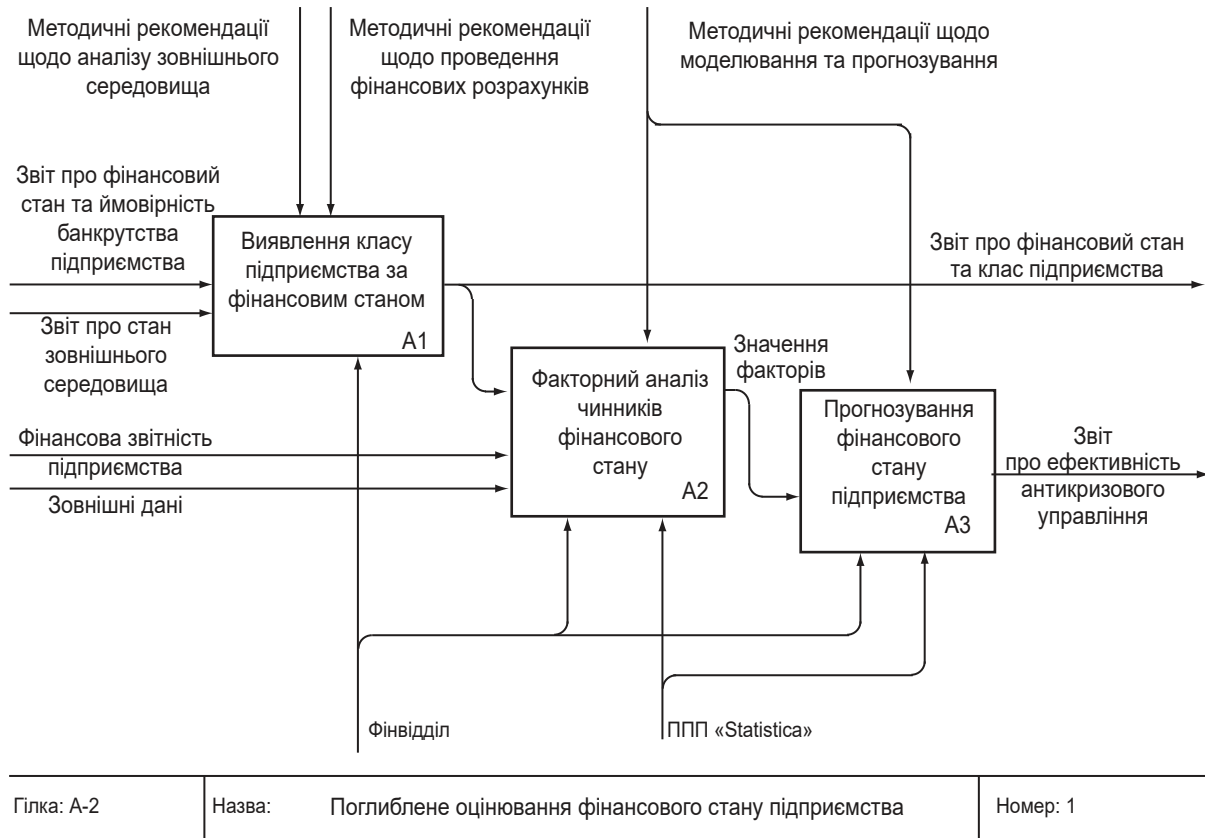 Методичні рекомендації
щодо аналізу зовнішнього
середовища
Методичні рекомендації
щодо проведення
фінансових розрахунків
Методичні рекомендації щодо
моделювання та прогнозування
Звіт про фінансовий
стан та ймовірність
банкрутства
підприємства
Виявлення класу
підприємства за
фінансовим станом
А1
Звіт про фінансовий стан
та клас підприємства
Звіт про стан
зовнішнього
середовища
Факторний аналіз
чинників
фінансового
стану
А2
Значення
факторів
Прогнозування
фінансового
стану
підприємства
А3
Фінансова звітність
підприємства
Зовнішні дані
Звіт
про ефективність
антикризового
управління
Фінвідділ
ППП «Statistica»
Гілка: А-2
Назва:
Поглиблене оцінювання фінансового стану підприємства
Номер: 1